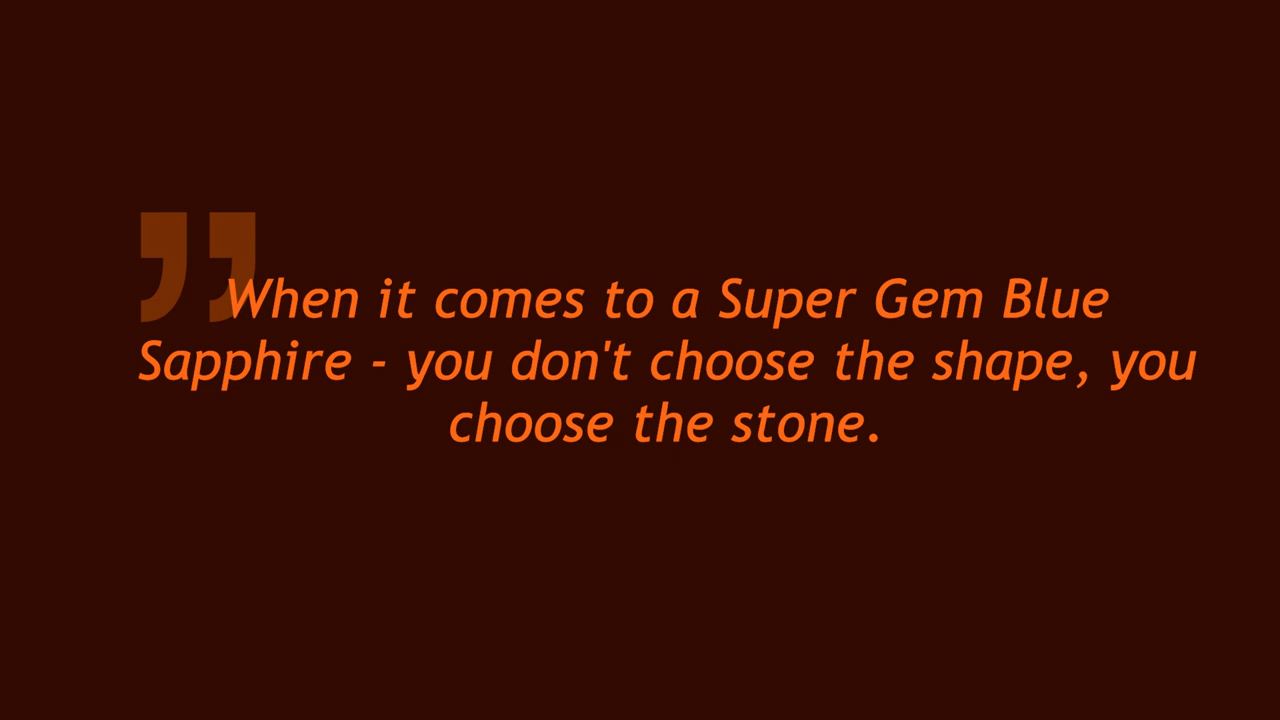 ”When it comes to a Super Gem Blue
Sapphire - you don't choose the shape, you
choose the stone.